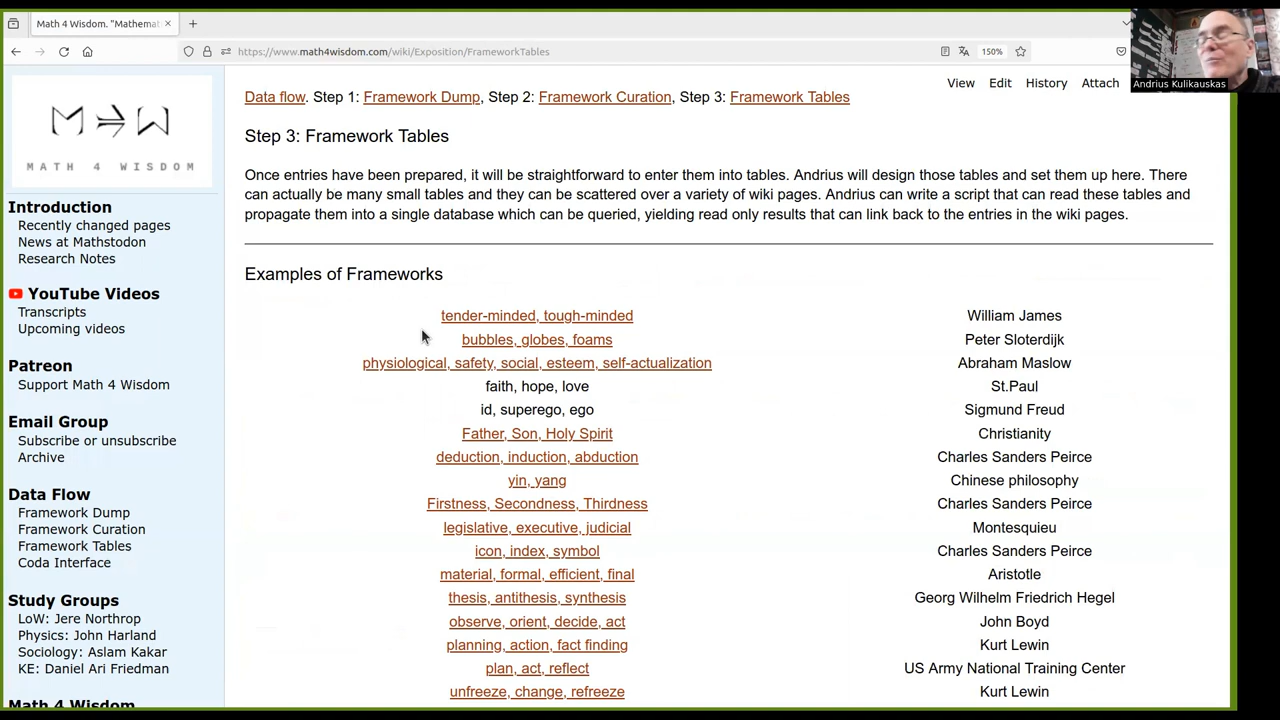 Math 4 Wisdom. "Mathemat
https://www.math4wisdom.com/wiki/Exposition/FrameworkTables
150%
Andrius Kulikauskas
M W
MATH 4 WISDOM
Introduction
Recently changed pages
News at Mathstodon
Research Notes
YouTube Videos
Transcripts
Upcoming videos
Patreon
Support Math 4 Wisdom
Email Group
Subscribe or unsubscribe
Archive
Data Flow
Framework Dump
Framework Curation
Framework Tables
Coda Interface
Study Groups
LoW: Jere Northrop
Physics: John Harland
Sociology: Aslam Kakar
KE: Daniel Ari Friedman
Math 4 Wisdom
View Edit History Attach
Data flow. Step 1: Framework Dump, Step 2: Framework Curation, Step 3: Framework Tables
Step 3: Framework Tables
Once entries have been prepared, it will be straightforward to enter them into tables. Andrius will design those tables and set them up here. There
can actually be many small tables and they can be scattered over a variety of wiki pages. Andrius can write a script that can read these tables and
propagate them into a single database which can be queried, yielding read only results that can link back to the entries in the wiki pages.
Examples of Frameworks
tender-minded, tough-minded William James
bubbles, globes, foams Peter Sloterdijk
physiological, safety, social, esteem, self-actualization Abraham Maslow
faith, hope, love St.Paul
id, superego, ego Sigmund Freud
Father, Son, Holy Spirit Christianity
deduction, induction, abduction Charles Sanders Peirce
yin, yang Chinese philosophy
Firstness, Secondness, Thirdness Charles Sanders Peirce
legislative, executive, judicial Montesquieu
icon, index, symbol Charles Sanders Peirce
material, formal, efficient, final Aristotle
thesis, antithesis, synthesis Georg Wilhelm Friedrich Hegel
observe, orient, decide, act John Boyd
planning, action, fact finding Kurt Lewin
plan, act, reflect US Army National Training Center
unfreeze, change, refreeze Kurt Lewin